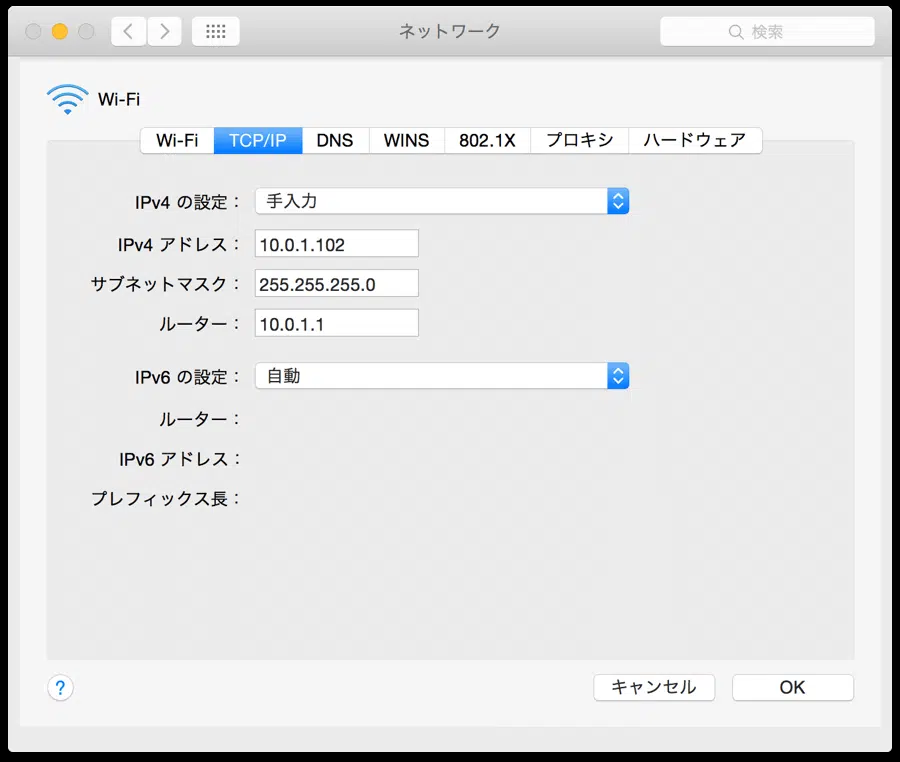 ネットワーク
検索
Wi-Fi
Wi-Fi TCP/IP DNS WINS 802.1X プロキシ ハードウェア
IPv4 の設定： 手入力
IPv4 アドレス： 10.0.1.102
サブネットマスク： 255.255.255.0
ルーター： 10.0.1.1
IPv6 の設定： 自動
ルーター：
IPv6 アドレス：
プレフィックス長：
? キャンセル OK